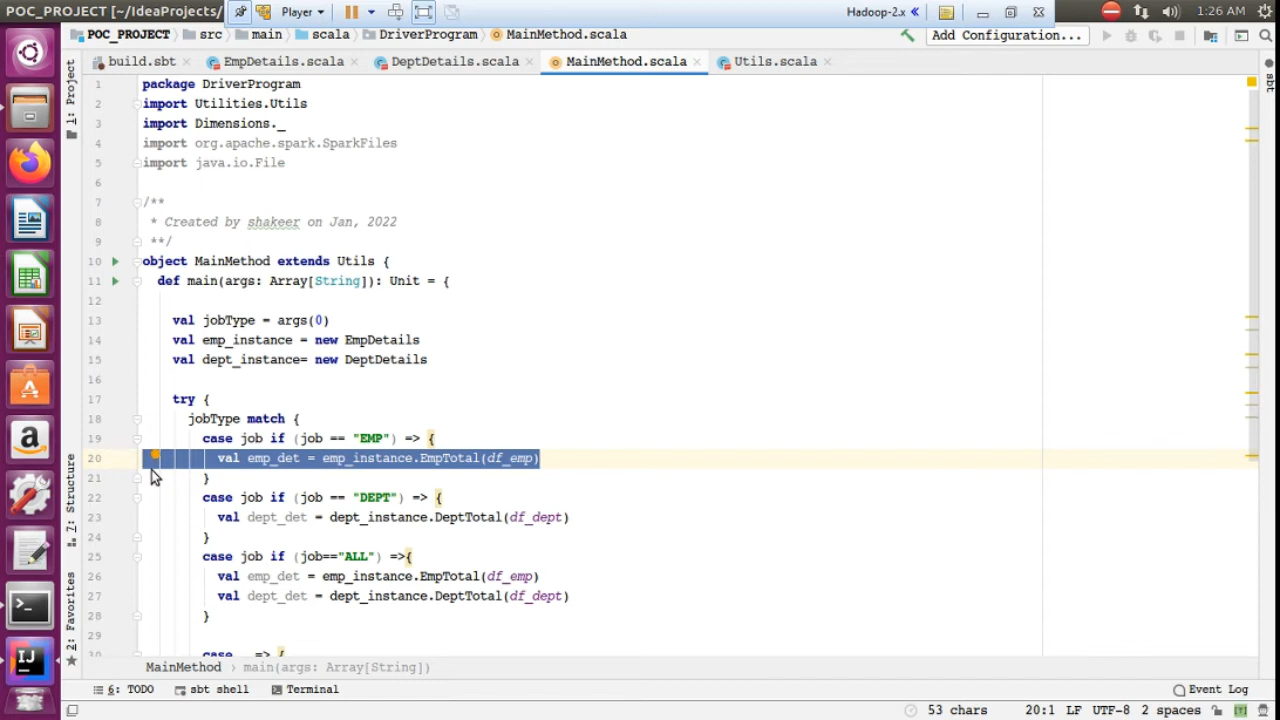 POC_PROJECT [~/IdeaProjects/
Player
Hadoop-2.x
1:26 AM
POC_PROJECT
src
main
scala
DriverProgram
MainMethod.scala
Add Configuration...
build.sbt
EmpDetails.scala
DeptDetails.scala
MainMethod.scala
Utils.scala
1: Project
sbt
1 package DriverProgram
2 import Utilities.Utils
3 import Dimensions._
4 import org.apache.spark.SparkFiles
5 import java.io.File
6
7 /**
8 * Created by shakeer on Jan, 2022
9 **/
10 object MainMethod extends Utils {
11 def main(args: Array[String]): Unit = {
12
13 val jobType = args(0)
14 val emp_instance = new EmpDetails
15 val dept_instance= new DeptDetails
16
17 try {
18 jobType match {
19 case job if (job == "EMP") => {
20 val emp_det = emp_instance.EmpTotal(df_emp)
21 }
22 case job if (job == "DEPT") => {
23 val dept_det = dept_instance.DeptTotal(df_dept)
24 }
25 case job if (job=="ALL") =>{
26 val emp_det = emp_instance.EmpTotal(df_emp)
27 val dept_det = dept_instance.DeptTotal(df_dept)
28 }
29
30 case _ => {
7: Structure
2: Favorites
MainMethod > main(args: Array[String])
6: TODO
sbt shell
Terminal
Event Log
53 chars
20:1
LF
UTF-8
2 spaces